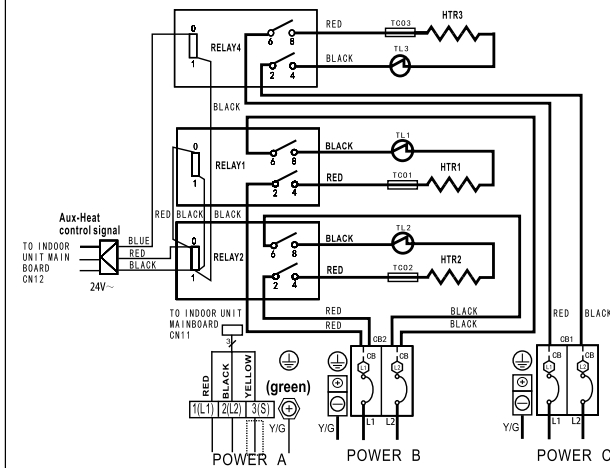 0
1
RELAY4
6 8
2 4
RED
TCO3
HTR3
BLACK
TL3
BLACK
0
1
RELAY1
6 8
2 4
BLACK
TL1
RED
TCO1
HTR1
RED BLACK BLACK
0
1
RELAY2
6 8
2 4
BLACK
TL2
RED
TCO2
HTR2
Aux-Heat
control signal
TO INDOOR
UNIT MAIN
BOARD
CN12
24V～
BLUE
RED
BLACK
TO INDOOR UNIT
MAINBOARD
CN11
3
RED
BLACK
YELLOW
(green)
1(L1) 2(L2) 3(S)
Y/G
POWER A
RED
RED
BLACK
BLACK
CB2
CB CB
L1 L2
L1 L2
Y/G
POWER B
RED BLACK
CB1
CB CB
L1 L2
L1 L2
Y/G
POWER C